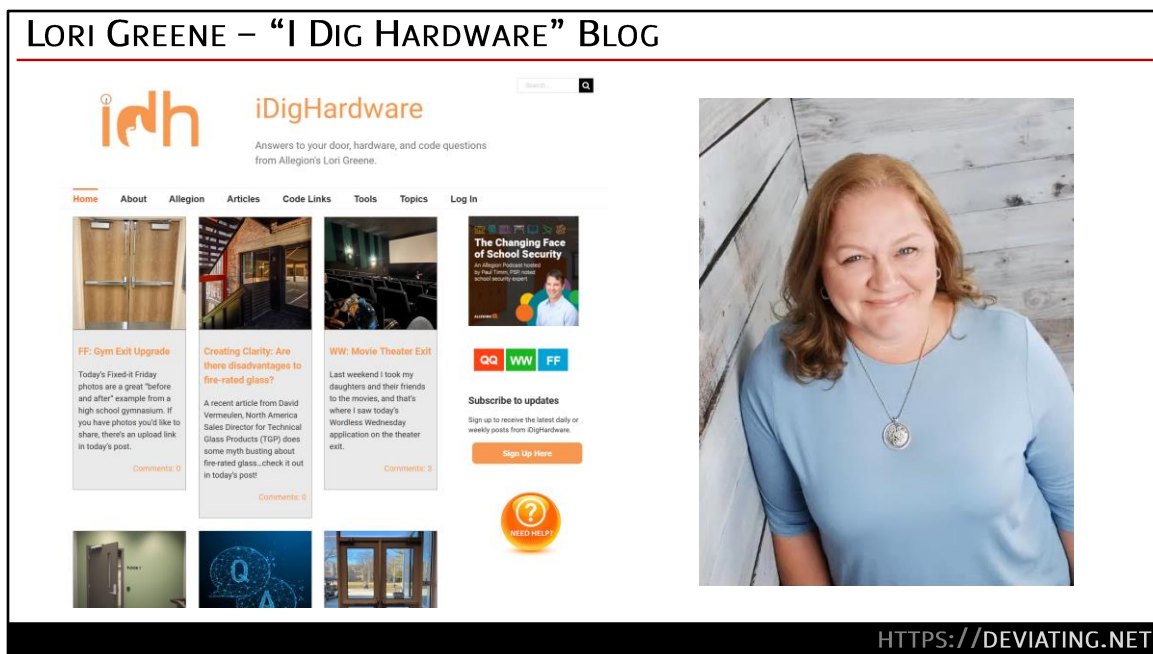 LORI GREENE – “I DIG HARDWARE” BLOG
idh
iDigHardware
Search...
Answers to your door, hardware, and code questions
from Allegion's Lori Greene.
Home About Allegion Articles Code Links Tools Topics Log In
FF: Gym Exit Upgrade
Today's Fixed-it Friday
photos are a great "before
and after" example from a
high school gymnasium. If
you have photos you'd like to
share, there's an upload link
in today's post.
Comments: 0
Creating Clarity: Are
there disadvantages to
fire-rated glass?
A recent article from David
Vermeulen, North America
Sales Director for Technical
Glass Products (TGP) does
some myth busting about
fire-rated glass...check it out
in today's post!
Comments: 0
WW: Movie Theater Exit
Last weekend I took my
daughters and their friends
to the movies, and that's
where I saw today's
Wordless Wednesday
application on the theater
exit.
Comments: 3
The Changing Face
of School Security
An Allegion Podcast hosted
by Paul Timm, PSP, noted
school security expert
ALLEGION
QQ WW FF
Subscribe to updates
Sign up to receive the latest daily or
weekly posts from iDigHardware.
Sign Up Here
?
NEED HELP?
Q
A
HTTPS://DEVIATING.NET